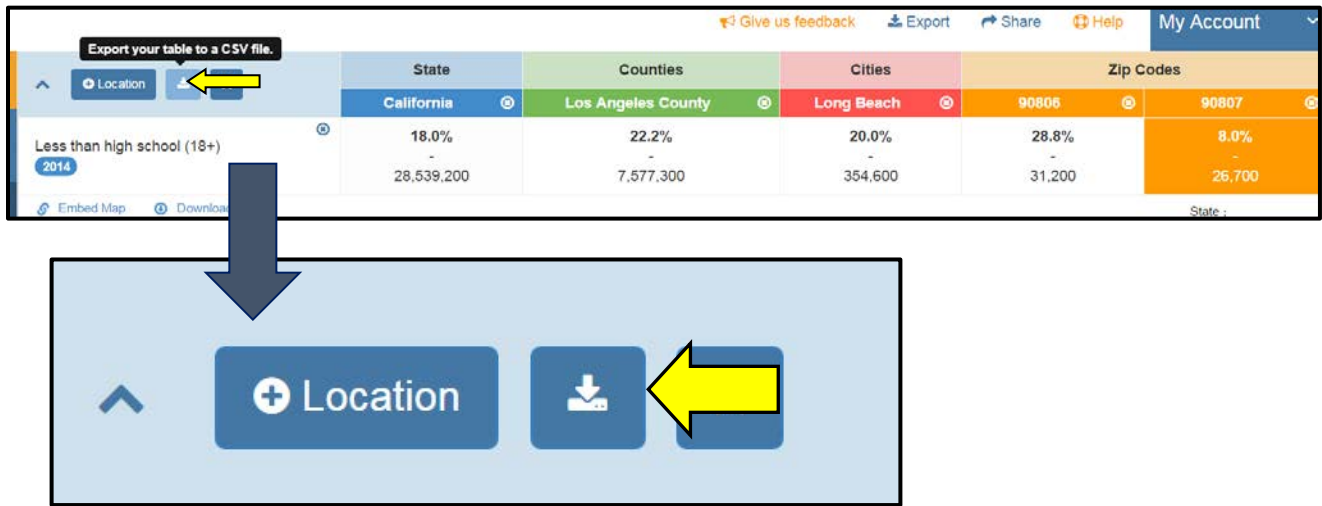 Give us feedback Export Share Help My Account
Export your table to a CSV file.
Location
State Counties Cities Zip Codes
California Los Angeles County Long Beach 90806 90807
Less than high school (18+)
2014
18.0% 22.2% 20.0% 28.8% 8.0%
- - - - -
28,539,200 7,577,300 354,600 31,200 26,700
Embed Map
State :
Location